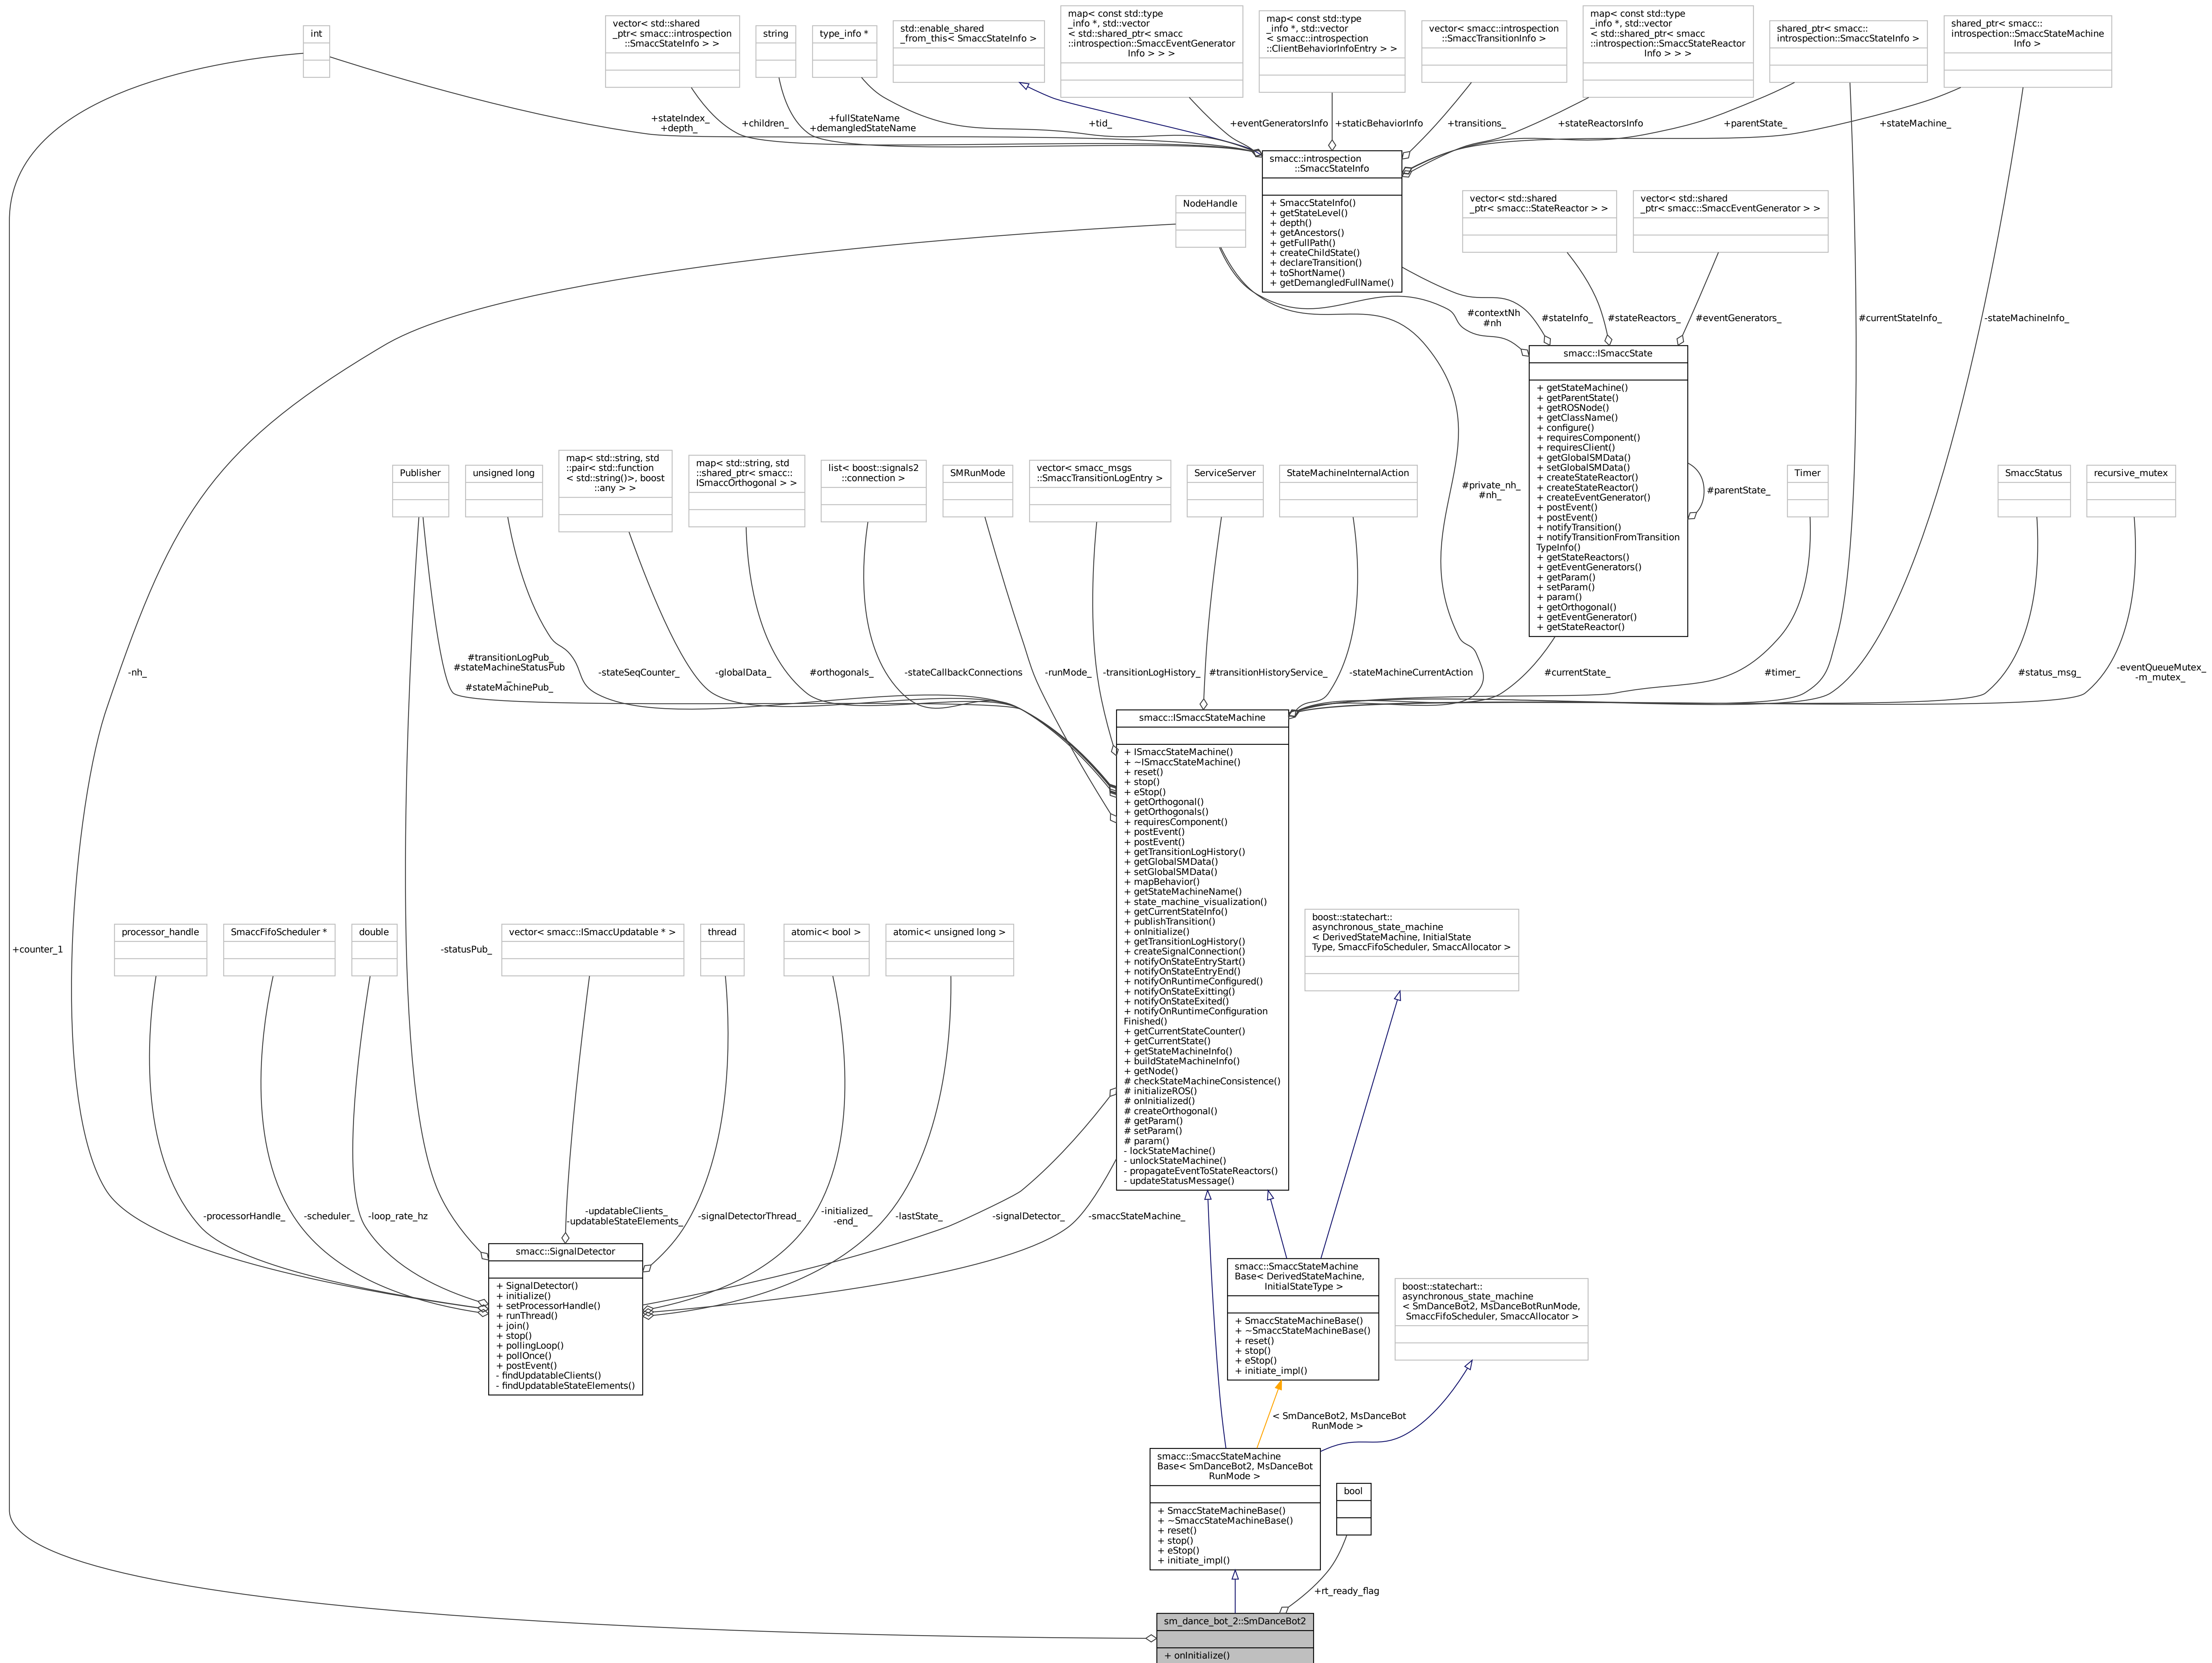 int
vector< std::shared
_ptr< smacc::introspection
::SmaccStateInfo > >
string
type_info *
std::enable_shared
_from_this< SmaccStateInfo >
map< const std::type
_info *, std::vector
< std::shared_ptr< smacc
::introspection::SmaccEventGenerator
Info > > >
map< const std::type
_info *, std::vector
< smacc::introspection
::ClientBehaviorInfoEntry > >
vector< smacc::introspection
::SmaccTransitionInfo >
map< const std::type
_info *, std::vector
< std::shared_ptr< smacc
::introspection::SmaccStateReactor
Info > > >
shared_ptr< smacc::
introspection::SmaccStateInfo >
shared_ptr< smacc::
introspection::SmaccStateMachine
Info >
+stateIndex_
+depth_
+children_
+fullStateName
+demangledStateName
+tid_
+eventGeneratorsInfo
+staticBehaviorInfo
+transitions_
+stateReactorsInfo
+parentState_
+stateMachine_
smacc::introspection
::SmaccStateInfo
+ SmaccStateInfo()
+ getStateLevel()
+ depth()
+ getAncestors()
+ getFullPath()
+ createChildState()
+ declareTransition()
+ toShortName()
+ getDemangledFullName()
NodeHandle
vector< std::shared
_ptr< smacc::StateReactor > >
vector< std::shared
_ptr< smacc::SmaccEventGenerator > >
#contextNh
#nh
#stateInfo_
#stateReactors_
#eventGenerators_
#currentStateInfo_
-stateMachineInfo_
smacc::ISmaccState
+ getStateMachine()
+ getParentState()
+ getROSNode()
+ getClassName()
+ configure()
+ requiresComponent()
+ requiresClient()
+ getGlobalSMData()
+ setGlobalSMData()
+ createStateReactor()
+ createStateReactor()
+ createEventGenerator()
+ postEvent()
+ postEvent()
+ notifyTransition()
+ notifyTransitionFromTransition
TypeInfo()
+ getStateReactors()
+ getEventGenerators()
+ getParam()
+ setParam()
+ param()
+ getOrthogonal()
+ getEventGenerator()
+ getStateReactor()
#parentState_
Publisher
unsigned long
map< std::string, std
::pair< std::function
< std::string()>, boost
::any > >
map< std::string, std
::shared_ptr< smacc::
ISmaccOrthogonal > >
list< boost::signals2
::connection >
SMRunMode
vector< smacc_msgs
::SmaccTransitionLogEntry >
ServiceServer
StateMachineInternalAction
#private_nh_
#nh_
Timer
SmaccStatus
recursive_mutex
-nh_
#transitionLogPub_
#stateMachineStatusPub
_
#stateMachinePub_
-stateSeqCounter_
-globalData_
#orthogonals_
-stateCallbackConnections
-runMode_
-transitionLogHistory_
#transitionHistoryService_
-stateMachineCurrentAction
#currentState_
#timer_
#status_msg_
-eventQueueMutex_
-m_mutex_
smacc::ISmaccStateMachine
+ ISmaccStateMachine()
+ ~ISmaccStateMachine()
+ reset()
+ stop()
+ eStop()
+ getOrthogonal()
+ getOrthogonals()
+ requiresComponent()
+ postEvent()
+ postEvent()
+ getTransitionLogHistory()
+ getGlobalSMData()
+ setGlobalSMData()
+ mapBehavior()
+ getStateMachineName()
+ state_machine_visualization()
+ getCurrentStateInfo()
+ publishTransition()
+ onInitialize()
+ getTransitionLogHistory()
+ createSignalConnection()
+ notifyOnStateEntryStart()
+ notifyOnStateEntryEnd()
+ notifyOnRuntimeConfigured()
+ notifyOnStateExitting()
+ notifyOnStateExited()
+ notifyOnRuntimeConfiguration
Finished()
+ getCurrentStateCounter()
+ getCurrentState()
+ getStateMachineInfo()
+ buildStateMachineInfo()
+ getNode()
# checkStateMachineConsistence()
# initializeROS()
# onInitialized()
# createOrthogonal()
# getParam()
# setParam()
# param()
- lockStateMachine()
- unlockStateMachine()
- propagateEventToStateReactors()
- updateStatusMessage()
+counter_1
processor_handle
SmaccFifoScheduler *
double
-statusPub_
vector< smacc::ISmaccUpdatable * >
thread
atomic< bool >
atomic< unsigned long >
boost::statechart::
asynchronous_state_machine
< DerivedStateMachine, InitialState
Type, SmaccFifoScheduler, SmaccAllocator >
-processorHandle_
-scheduler_
-loop_rate_hz
-updatableClients_
-updatableStateElements_
-signalDetectorThread_
-initialized_
-end_
-lastState_
-signalDetector_
-smaccStateMachine_
smacc::SignalDetector
+ SignalDetector()
+ initialize()
+ setProcessorHandle()
+ runThread()
+ join()
+ stop()
+ pollingLoop()
+ pollOnce()
+ postEvent()
- findUpdatableClients()
- findUpdatableStateElements()
smacc::SmaccStateMachine
Base< DerivedStateMachine,
InitialStateType >
+ SmaccStateMachineBase()
+ ~SmaccStateMachineBase()
+ reset()
+ stop()
+ eStop()
+ initiate_impl()
boost::statechart::
asynchronous_state_machine
< SmDanceBot2, MsDanceBotRunMode,
SmaccFifoScheduler, SmaccAllocator >
< SmDanceBot2, MsDanceBot
RunMode >
smacc::SmaccStateMachine
Base< SmDanceBot2, MsDanceBot
RunMode >
+ SmaccStateMachineBase()
+ ~SmaccStateMachineBase()
+ reset()
+ stop()
+ eStop()
+ initiate_impl()
bool
+rt_ready_flag
sm_dance_bot_2::SmDanceBot2
+ onInitialize()